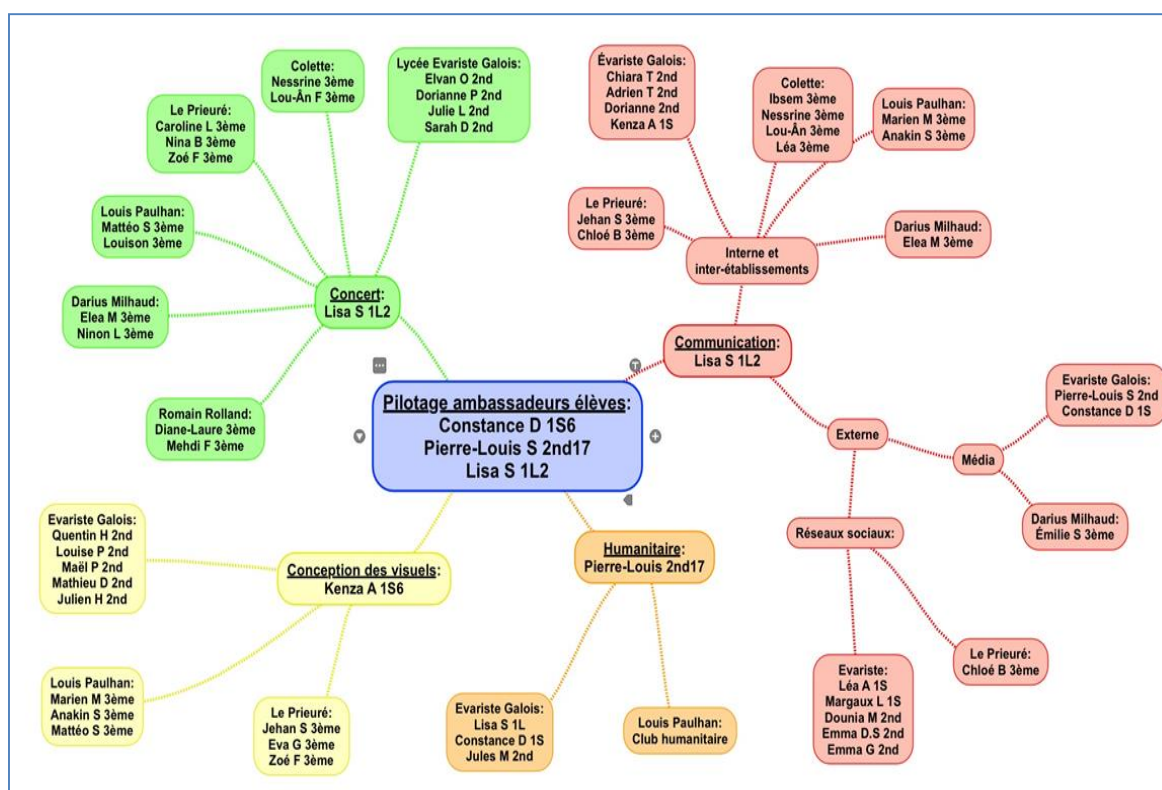 Colette:
Nessrine 3ème
Lou-Ân F 3ème
Lycée Evariste Galois:
Elvan O 2nd
Dorianne P 2nd
Julie L 2nd
Sarah D 2nd
Le Prieuré:
Caroline L 3ème
Nina B 3ème
Zoé F 3ème
Louis Paulhan:
Mattéo S 3ème
Louison 3ème
Darius Milhaud:
Elea M 3ème
Ninon L 3ème
Romain Rolland:
Diane-Laure 3ème
Mehdi F 3ème
Concert:
Lisa S 1L2
Évariste Galois:
Chiara T 2nd
Adrien T 2nd
Dorianne 2nd
Kenza A 1S
Colette:
Ibsem 3ème
Nessrine 3ème
Lou-Ân 3ème
Léa 3ème
Louis Paulhan:
Marien M 3ème
Anakin S 3ème
Le Prieuré:
Jehan S 3ème
Chloé B 3ème
Darius Milhaud:
Elea M 3ème
Interne et
inter-établissements
Communication:
Lisa S 1L2
Pilotage ambassadeurs élèves:
Constance D 1S6
Pierre-Louis S 2nd17
Lisa S 1L2
Evariste Galois:
Pierre-Louis S 2nd
Constance D 1S
Externe
Média
Darius Milhaud:
Émilie S 3ème
Réseaux sociaux:
Le Prieuré:
Chloé B 3ème
Evariste:
Léa A 1S
Margaux L 1S
Dounia M 2nd
Emma D.S 2nd
Emma G 2nd
Humanitaire:
Pierre-Louis 2nd17
Evariste Galois:
Lisa S 1L
Constance D 1S
Jules M 2nd
Louis Paulhan:
Club humanitaire
Conception des visuels:
Kenza A 1S6
Evariste Galois:
Quentin H 2nd
Louise P 2nd
Maël P 2nd
Mathieu D 2nd
Julien H 2nd
Louis Paulhan:
Marien M 3ème
Anakin S 3ème
Mattéo S 3ème
Le Prieuré:
Jehan S 3ème
Eva G 3ème
Zoé F 3ème